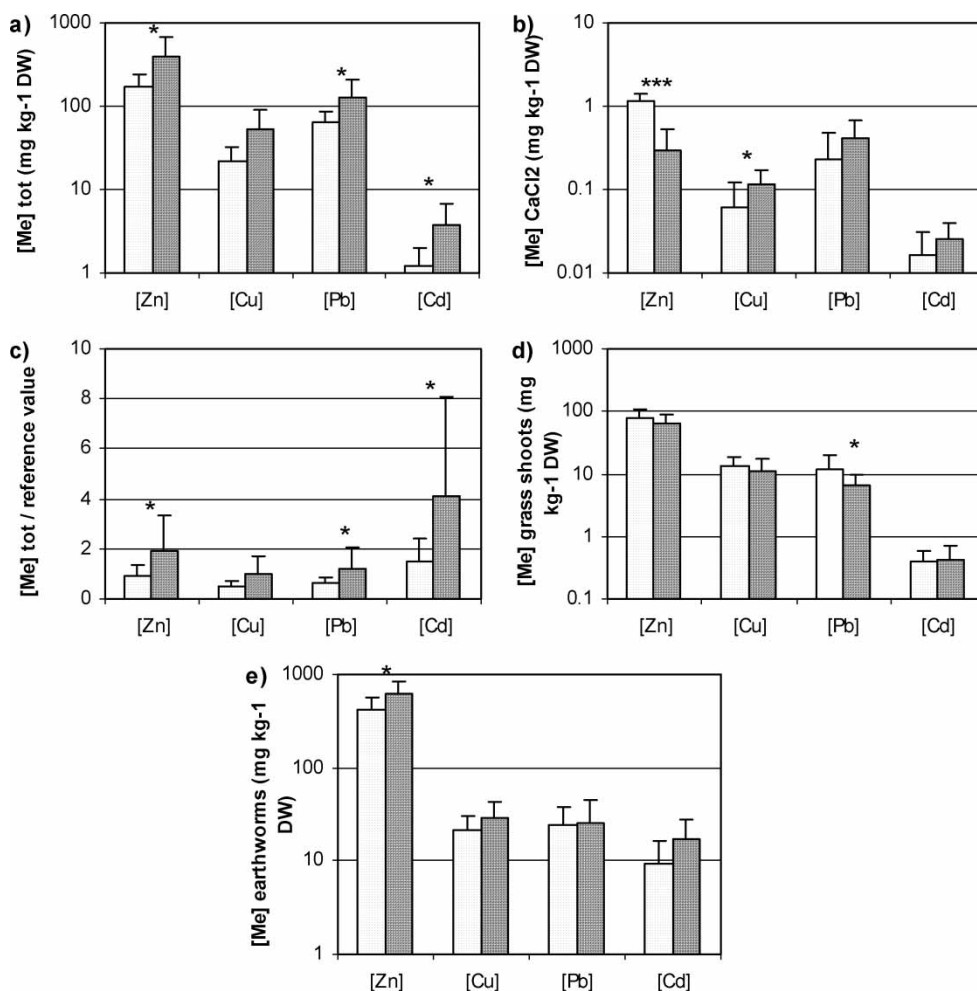 a)
[Me] tot (mg kg-1 DW)
1000
100
10
1
*
*
*
[Zn] [Cu] [Pb] [Cd]
b)
[Me] CaCl2 (mg kg-1 DW)
10
1
0.1
0.01
***
*
[Zn] [Cu] [Pb] [Cd]
c)
[Me] tot / reference value
10
8
6
4
2
0
*
*
*
[Zn] [Cu] [Pb] [Cd]
d)
[Me] grass shoots (mg
kg-1 DW)
1000
100
10
1
0.1
*
[Zn] [Cu] [Pb] [Cd]
e)
[Me] earthworms (mg kg-1
DW)
1000
100
10
1
*
[Zn] [Cu] [Pb] [Cd]